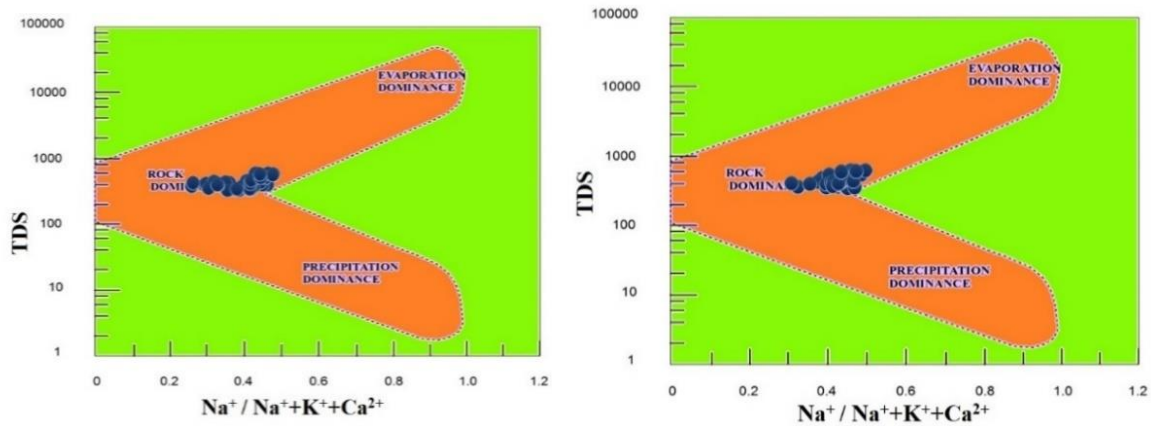 100000
10000
1000
100
10
1
TDS
EVAPORATION
DOMINANCE
ROCK
DOMI
PRECIPITATION
DOMINANCE
0 0.2 0.4 0.6 0.8 1.0 1.2
Na⁺ / Na⁺+K⁺+Ca²⁺
100000
10000
1000
100
10
1
TDS
EVAPORATION
DOMINANCE
ROCK
DOMINANCE
PRECIPITATION
DOMINANCE
0 0.2 0.4 0.6 0.8 1.0 1.2
Na⁺ / Na⁺+K⁺+Ca²⁺